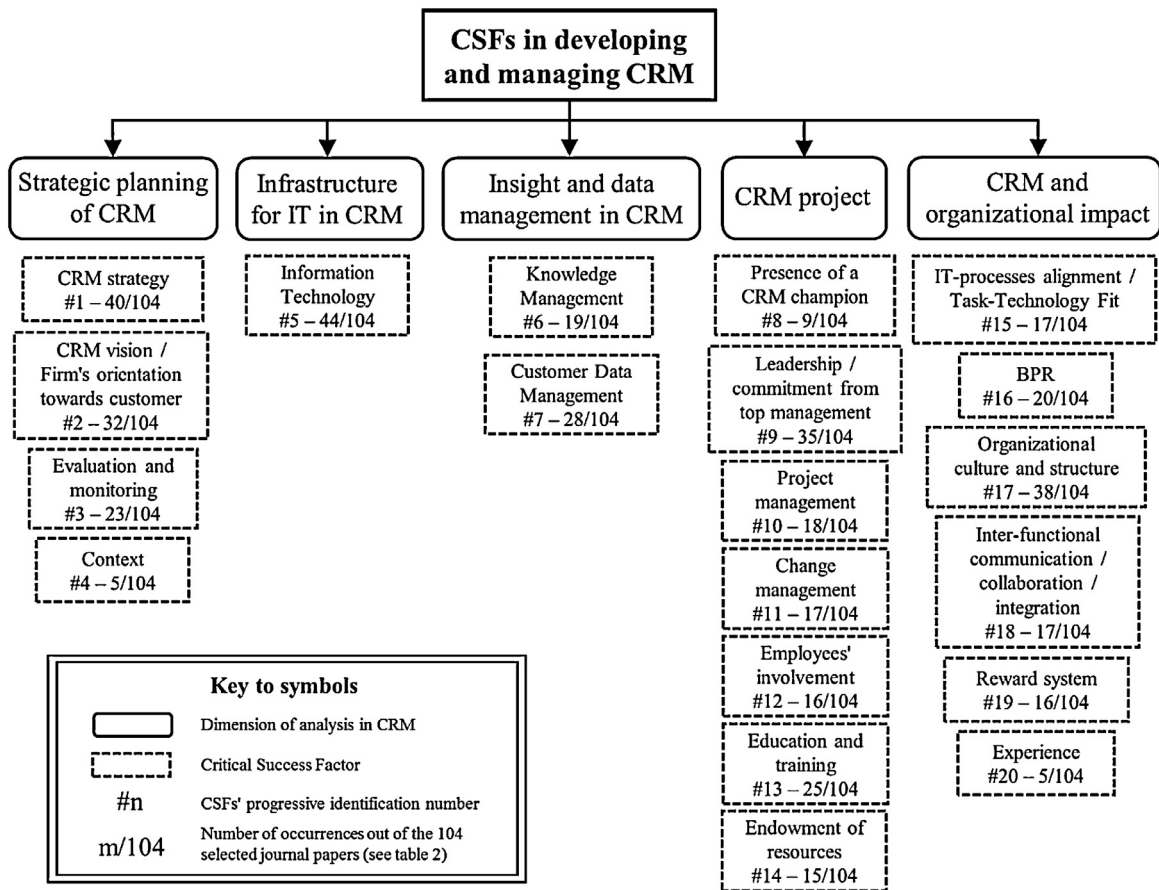 CSFs in developing
and managing CRM
Strategic planning
of CRM
CRM strategy
#1 – 40/104
CRM vision /
Firm's orientation
towards customer
#2 – 32/104
Evaluation and
monitoring
#3 – 23/104
Context
#4 – 5/104
Infrastructure
for IT in CRM
Information
Technology
#5 – 44/104
Insight and data
management in CRM
Knowledge
Management
#6 – 19/104
Customer Data
Management
#7 – 28/104
CRM project
Presence of a
CRM champion
#8 – 9/104
Leadership /
commitment from
top management
#9 – 35/104
Project
management
#10 – 18/104
Change
management
#11 – 17/104
Employees'
involvement
#12 – 16/104
Education and
training
#13 – 25/104
Endowment of
resources
#14 – 15/104
CRM and
organizational impact
IT-processes alignment /
Task-Technology Fit
#15 – 17/104
BPR
#16 – 20/104
Organizational
culture and structure
#17 – 38/104
Inter-functional
communication /
collaboration /
integration
#18 – 17/104
Reward system
#19 – 16/104
Experience
#20 – 5/104
Key to symbols
Dimension of analysis in CRM
Critical Success Factor
#n CSFs' progressive identification number
m/104 Number of occurrences out of the 104
selected journal papers (see table 2)